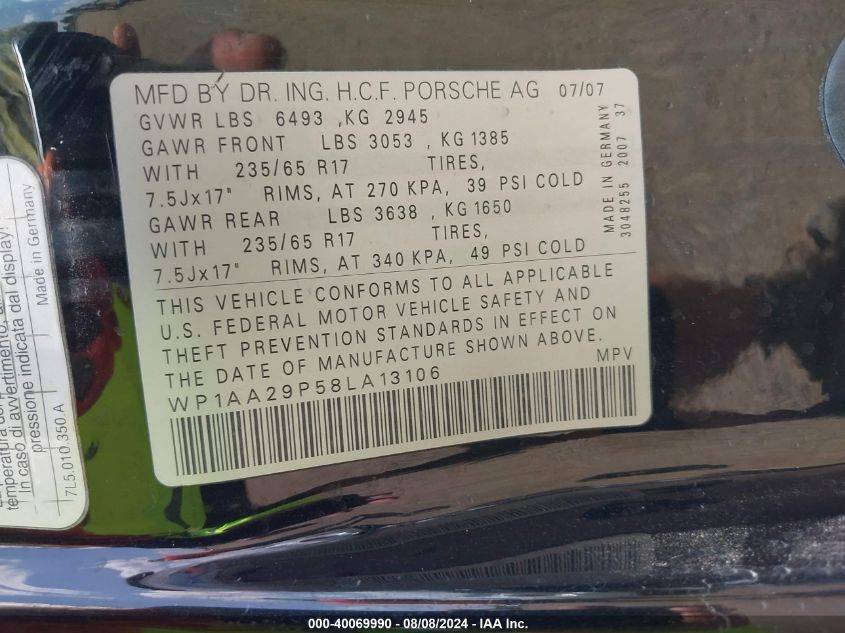 MFD BY DR. ING. H.C.F. PORSCHE AG 07/07
GVWR LBS 6493 ,KG 2945
GAWR FRONT LBS 3053 , KG 1385
WITH 235/65 R17 TIRES,
7.5Jx17" RIMS, AT 270 KPA, 39 PSI COLD
GAWR REAR LBS 3638 , KG 1650
WITH 235/65 R17 TIRES,
7.5Jx17" RIMS, AT 340 KPA, 49 PSI COLD
MADE IN GERMANY
3048255 2007 37
THIS VEHICLE CONFORMS TO ALL APPLICABLE
U.S. FEDERAL MOTOR VEHICLE SAFETY AND
THEFT PREVENTION STANDARDS IN EFFECT ON
THE DATE OF MANUFACTURE SHOWN ABOVE.
WP1AA29P58LA13106 MPV
temperatura
In caso di avvertimento,
pressione indicata dal display!
Made in Germany
7L5.010.350.A
000-40069990 - 08/08/2024 - IAA Inc.